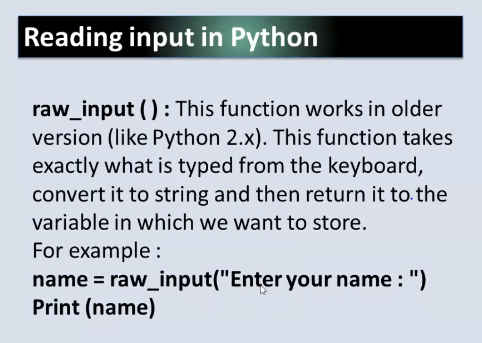 Reading input in Python
raw_input ( ) : This function works in older
version (like Python 2.x). This function takes
exactly what is typed from the keyboard,
convert it to string and then return it to the
variable in which we want to store.
For example :
name = raw_input("Enter your name : ")
Print (name)